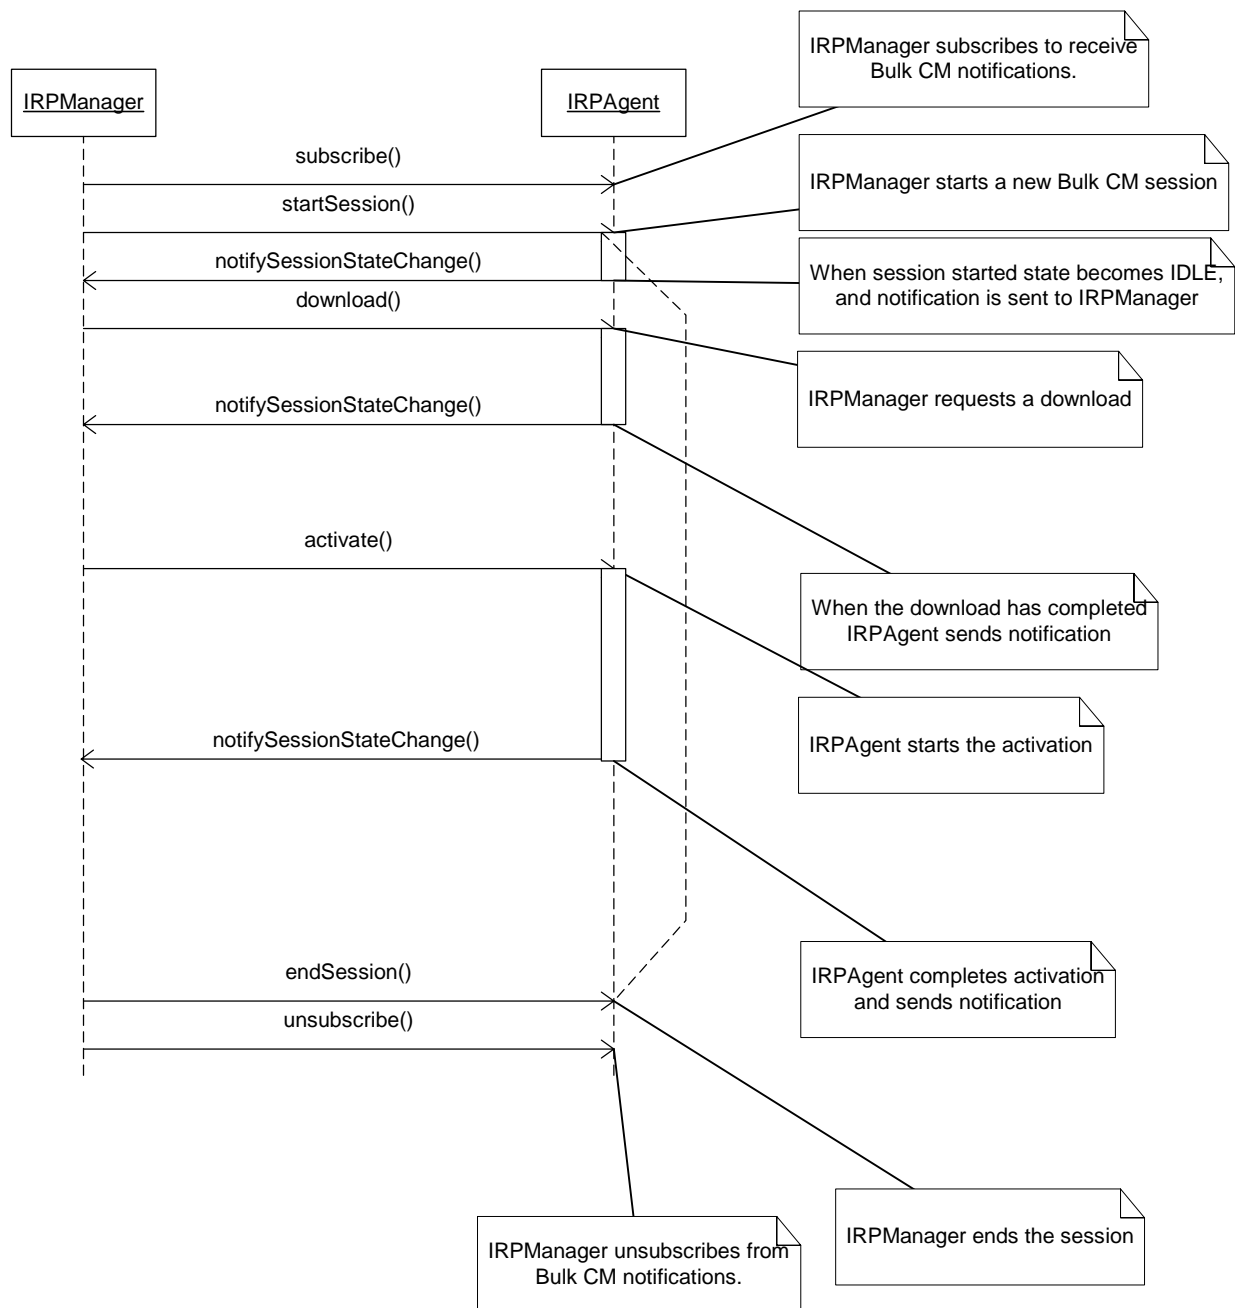 IRPManager subscribes to receive
Bulk CM notifications.
IRPManager
IRPAgent
subscribe()
IRPManager starts a new Bulk CM session
startSession()
notifySessionStateChange()
When session started state becomes IDLE,
and notification is sent to IRPManager
download()
IRPManager requests a download
notifySessionStateChange()
activate()
When the download has completed
IRPAgent sends notification
IRPAgent starts the activation
notifySessionStateChange()
IRPAgent completes activation
and sends notification
endSession()
unsubscribe()
IRPManager ends the session
IRPManager unsubscribes from
Bulk CM notifications.